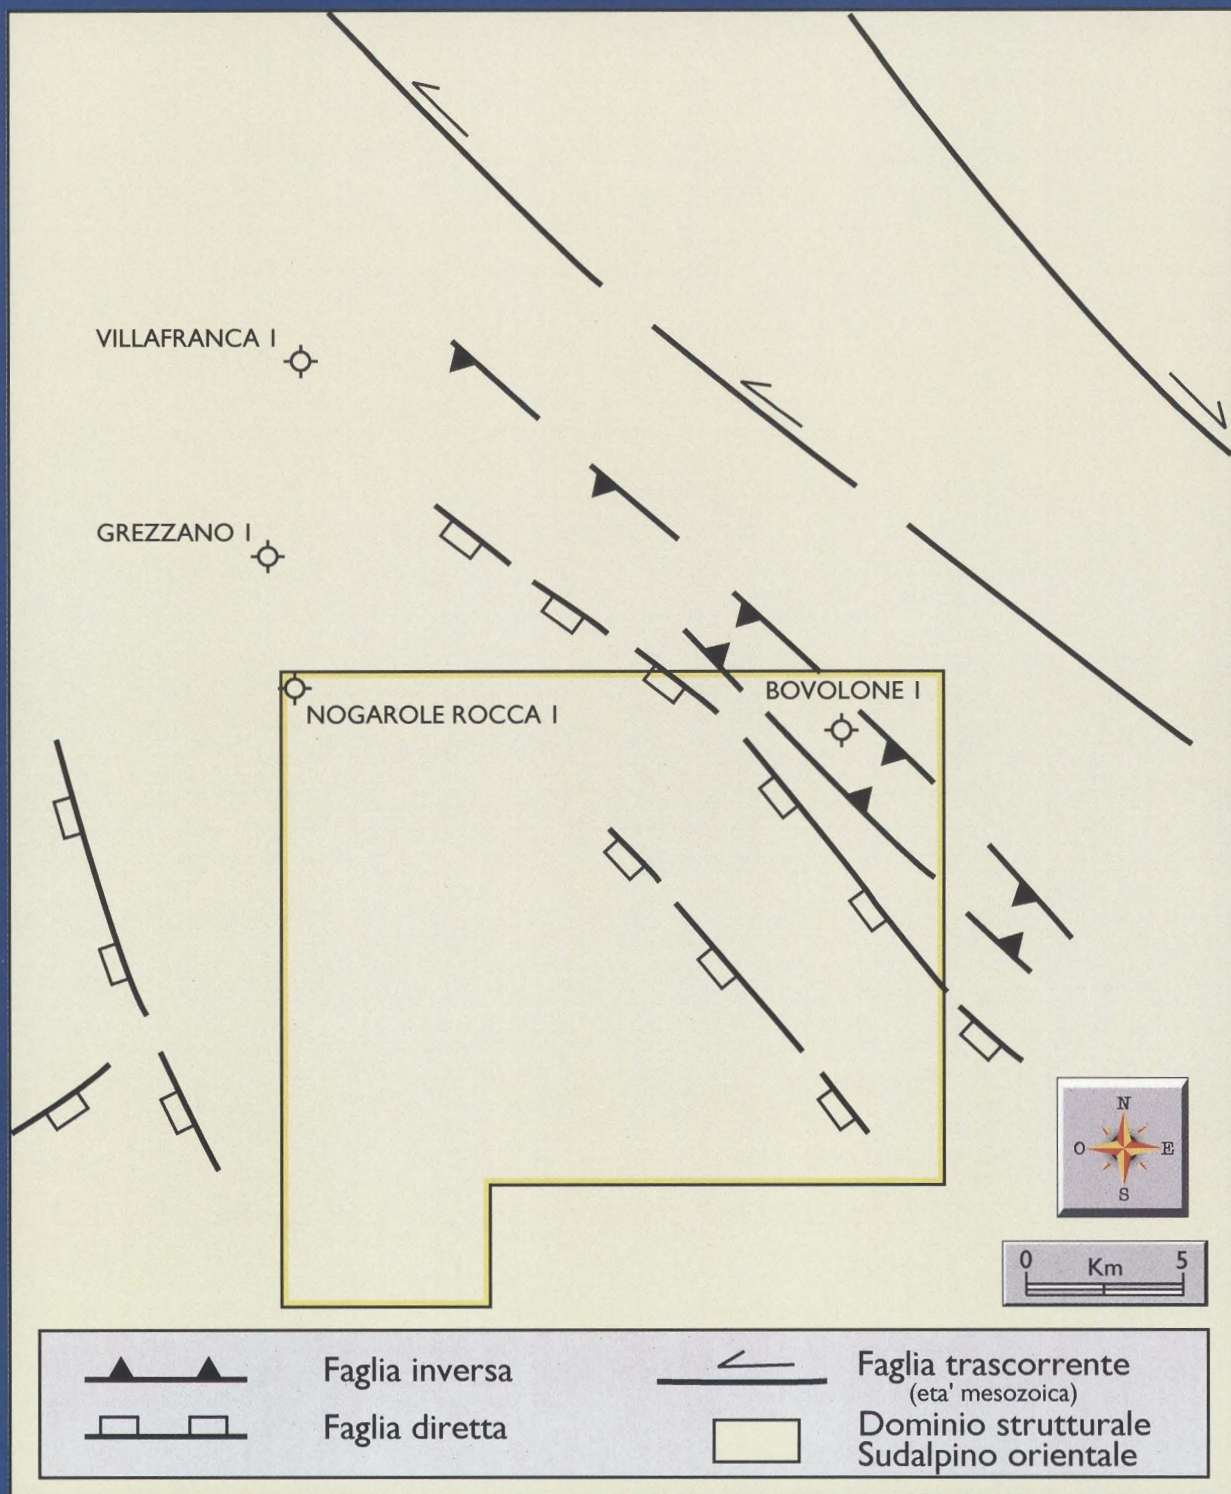 VILLAFRANCA 1
GREZZANO 1
BOVOLONE 1
NOGAROLE ROCCA 1
N
O E
S
0 Km 5
Faglia inversa
Faglia diretta
Faglia trascorrente
(eta' mesozoica)
Dominio strutturale
Sudalpino orientale